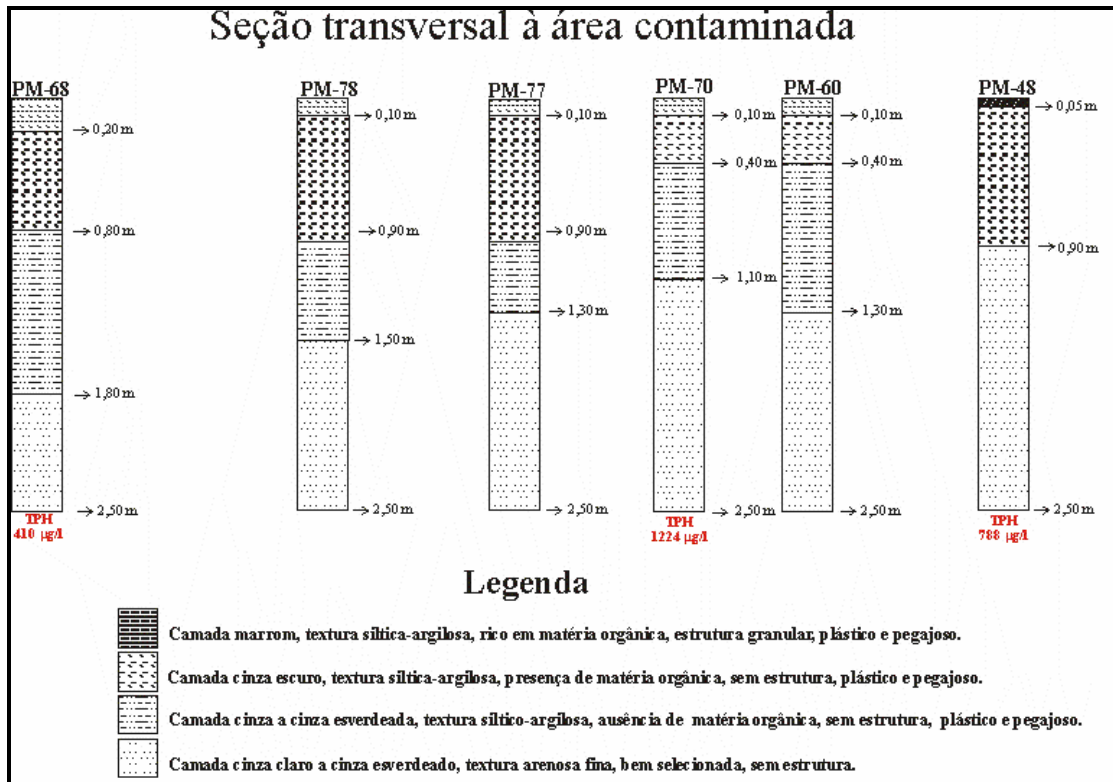 Seção transversal à área contaminada
PM-68 PM-78 PM-77 PM-70 PM-60 PM-48
0,05 m
0,10 m 0,10 m 0,10 m 0,10 m
0,20 m
0,40 m 0,40 m
0,80 m 0,90 m 0,90 m
0,90 m
1,10 m
1,30 m 1,30 m
1,50 m
1,80 m
2,50 m 2,50 m 2,50 m 2,50 m 2,50 m 2,50 m
TPH TPH TPH
410 µg/l 1224 µg/l 788 µg/l
Legenda
Camada marrom, textura síltica-argilosa, rico em matéria orgânica, estrutura granular, plástico e pegajoso.
Camada cinza escuro, textura síltica-argilosa, presença de matéria orgânica, sem estrutura, plástico e pegajoso.
Camada cinza a cinza esverdeada, textura síltico-argilosa, ausência de matéria orgânica, sem estrutura, plástico e pegajoso.
Camada cinza claro a cinza esverdeado, textura arenosa fina, bem selecionada, sem estrutura.